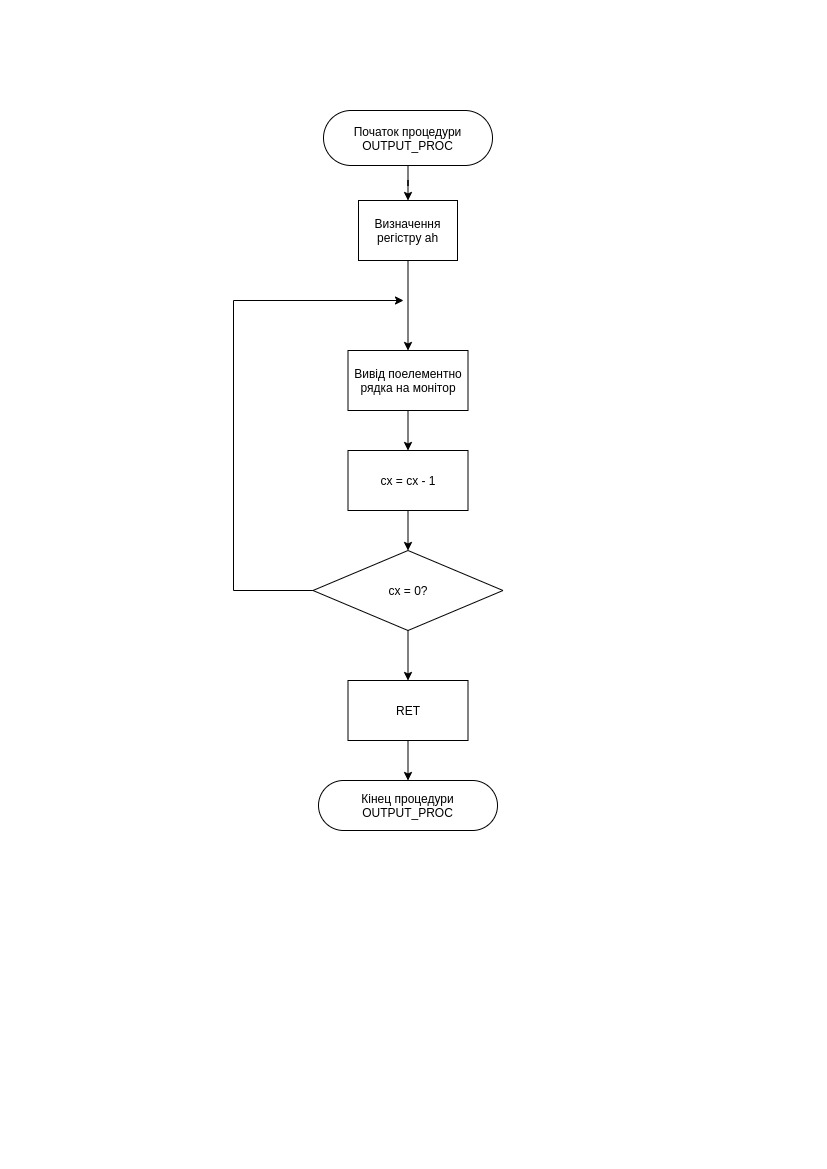 Початок процедури
OUTPUT_PROC
Визначення
регістру ah
Вивід поелементно
рядка на монітор
cx = cx - 1
cx = 0?
RET
Кінец процедури
OUTPUT_PROC